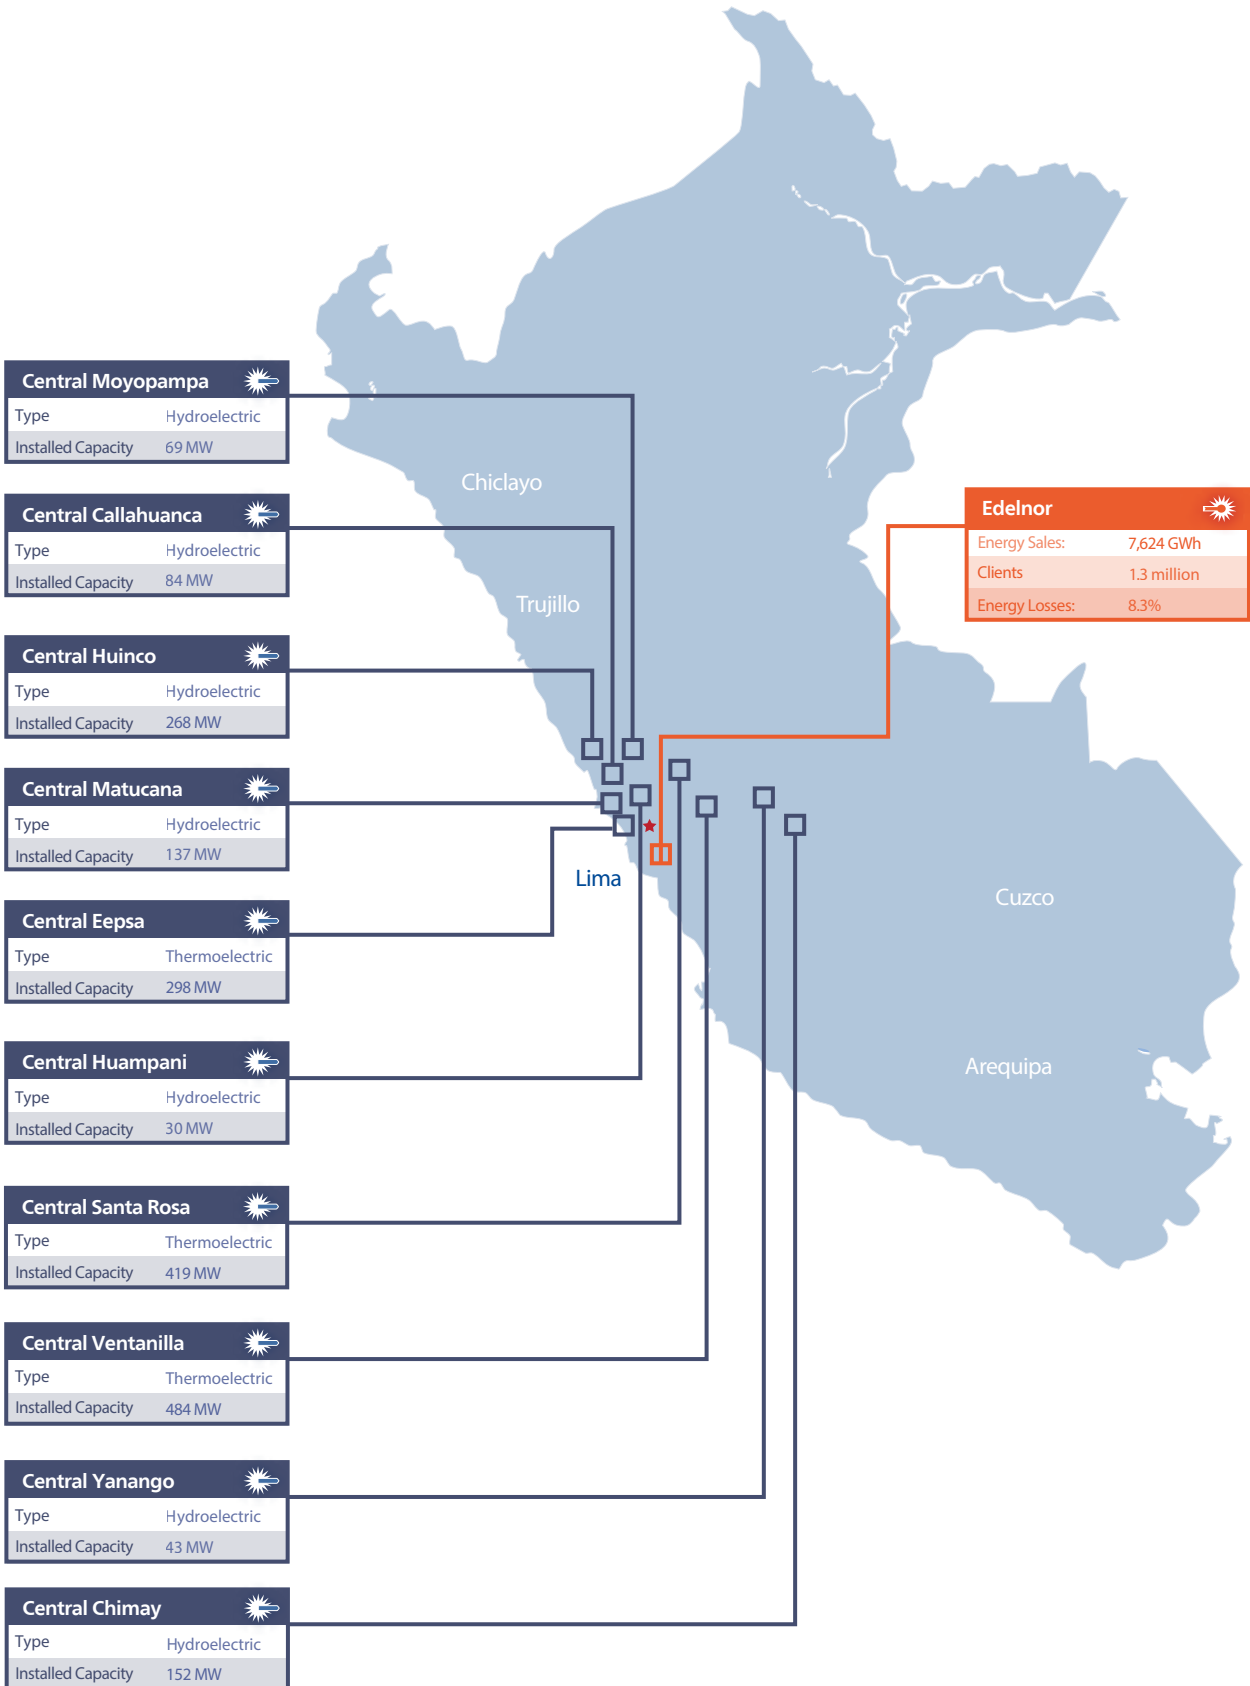 Central Moyopampa
Type Hydroelectric
Installed Capacity 69 MW
Central Callahuanca
Type Hydroelectric
Installed Capacity 84 MW
Central Huinco
Type Hydroelectric
Installed Capacity 268 MW
Central Matucana
Type Hydroelectric
Installed Capacity 137 MW
Central Eepsa
Type Thermoelectric
Installed Capacity 298 MW
Central Huampani
Type Hydroelectric
Installed Capacity 30 MW
Central Santa Rosa
Type Thermoelectric
Installed Capacity 419 MW
Central Ventanilla
Type Thermoelectric
Installed Capacity 484 MW
Central Yanango
Type Hydroelectric
Installed Capacity 43 MW
Central Chimay
Type Hydroelectric
Installed Capacity 152 MW
Chiclayo
Trujillo
Lima
Cuzco
Arequipa
Edelnor
Energy Sales: 7,624 GWh
Clients 1.3 million
Energy Losses: 8.3%